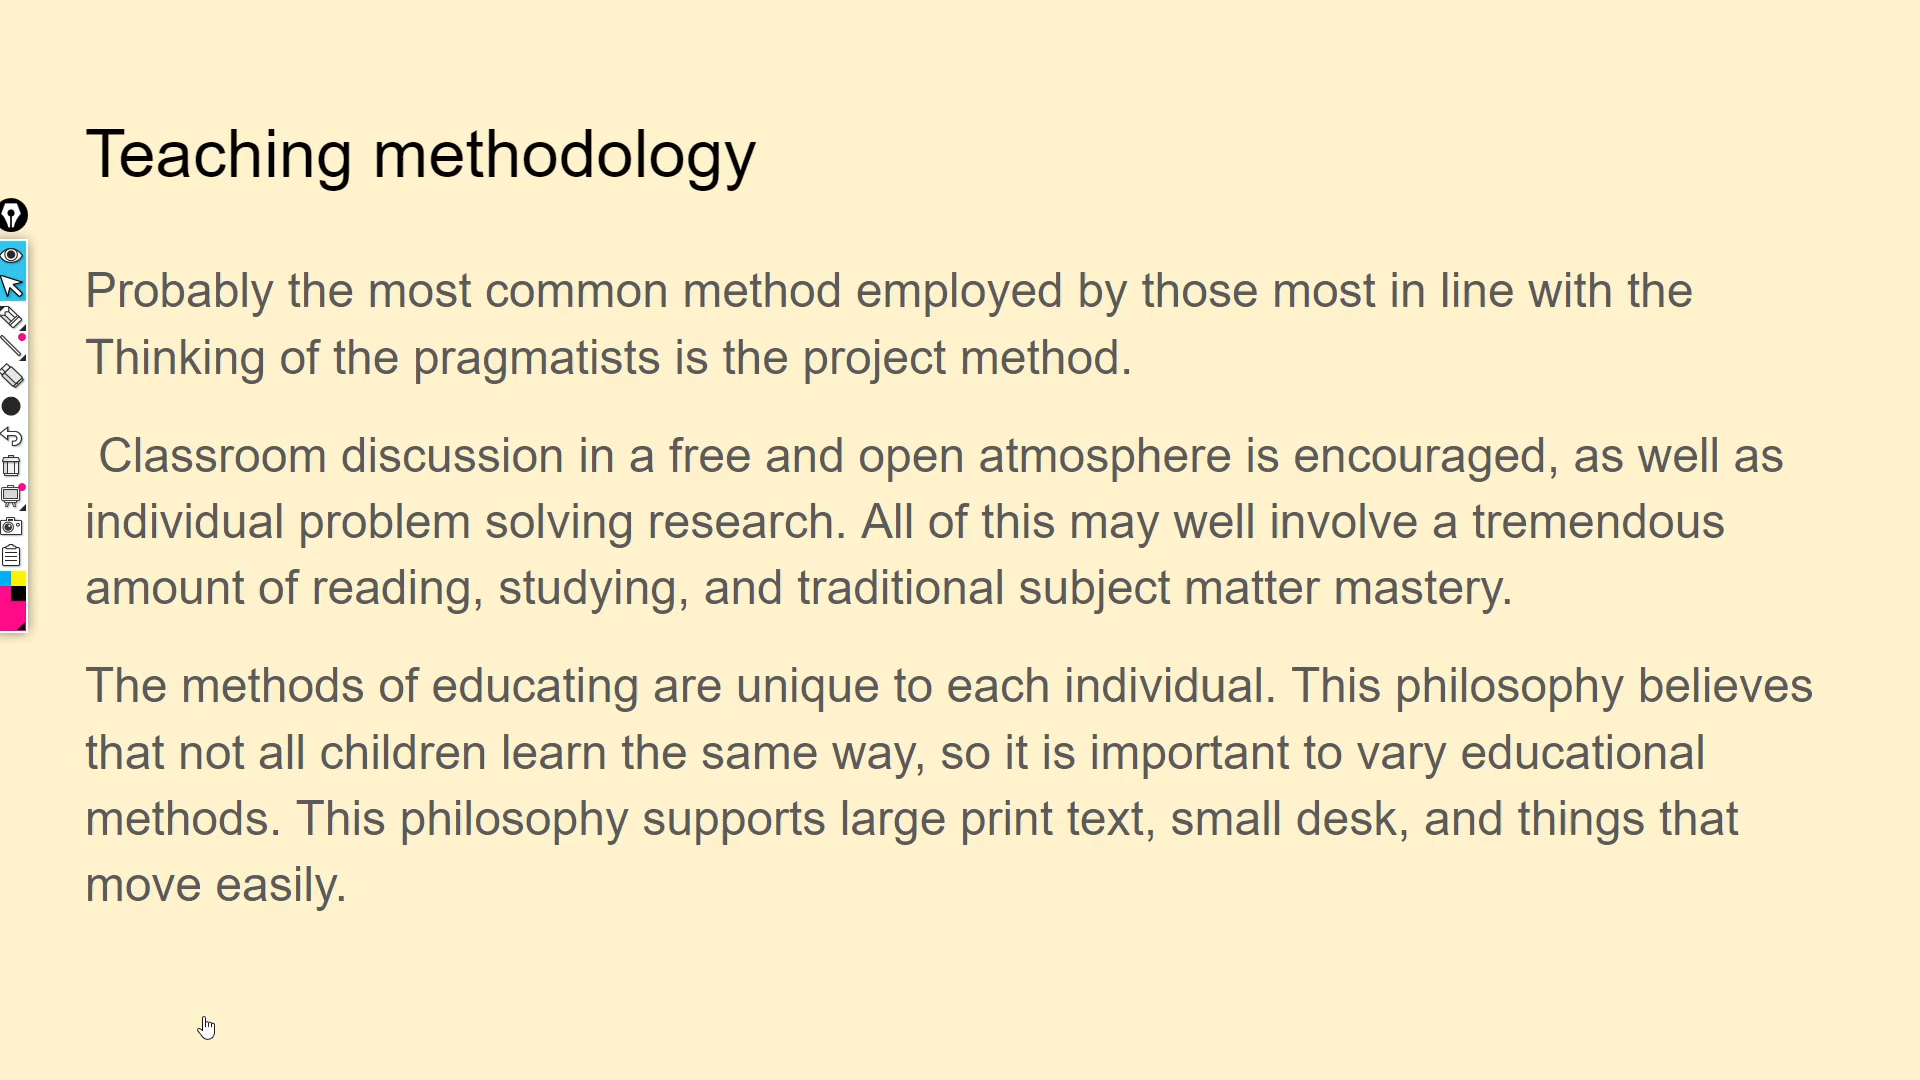 Teaching methodology
Probably the most common method employed by those most in line with the
Thinking of the pragmatists is the project method.
Classroom discussion in a free and open atmosphere is encouraged, as well as
individual problem solving research. All of this may well involve a tremendous
amount of reading, studying, and traditional subject matter mastery.
The methods of educating are unique to each individual. This philosophy believes
that not all children learn the same way, so it is important to vary educational
methods. This philosophy supports large print text, small desk, and things that
move easily.